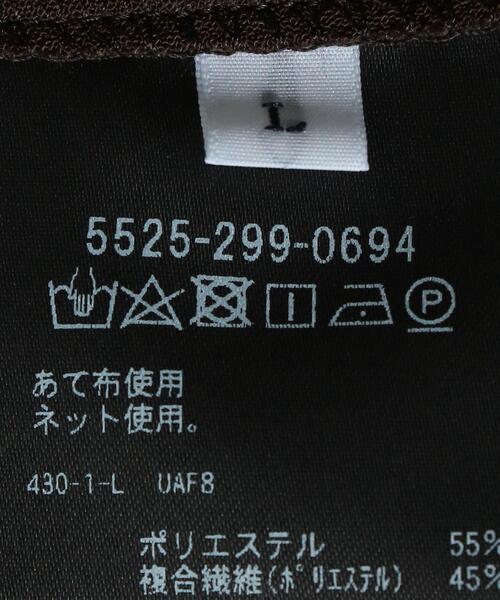 L
5525-299-0694
P
あて布使用
ネット使用。
430-1-L UAF8
ポリエステル 55%
複合繊維(ポリエステル) 45%